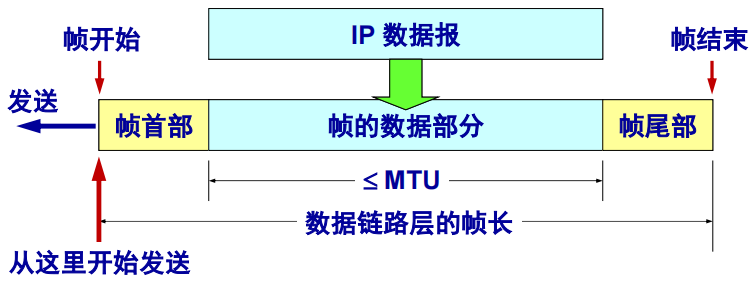 IP 数据报
帧开始
帧结束
发送
帧首部
帧的数据部分
帧尾部
≤ MTU
数据链路层的帧长
从这里开始发送